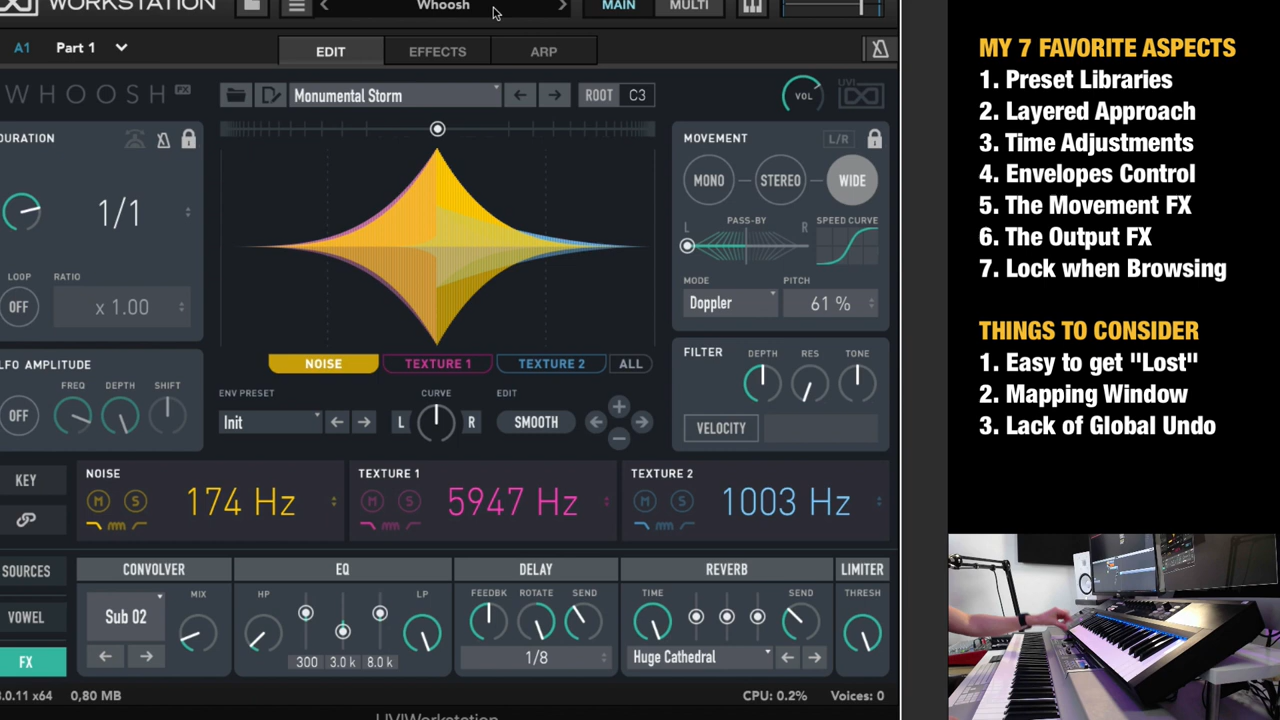 WORKSTATION
Whoosh
MAIN
MULTI
A1
Part 1
EDIT
EFFECTS
ARP
WHOOSH FX
Monumental Storm
ROOT
C3
VOL
UVI
DURATION
1/1
LOOP
RATIO
OFF
x 1.00
LFO AMPLITUDE
FREQ
DEPTH
SHIFT
OFF
NOISE
TEXTURE 1
TEXTURE 2
ALL
ENV PRESET
CURVE
EDIT
Init
L
R
SMOOTH
MOVEMENT
L/R
MONO
STEREO
WIDE
PASS-BY
SPEED CURVE
L
R
MODE
PITCH
Doppler
61 %
FILTER
DEPTH
RES
TONE
VELOCITY
KEY
NOISE
M
S
174 Hz
TEXTURE 1
M
S
5947 Hz
TEXTURE 2
M
S
1003 Hz
SOURCES
VOWEL
FX
CONVOLVER
Sub 02
MIX
EQ
HP
LP
300
3.0 k
8.0 k
DELAY
FEEDBK
ROTATE
SEND
1/8
REVERB
TIME
SEND
Huge Cathedral
LIMITER
THRESH
.0.11 x64
0,80 MB
CPU: 0.2%
Voices: 0
UVIWorkstation
MY 7 FAVORITE ASPECTS
1. Preset Libraries
2. Layered Approach
3. Time Adjustments
4. Envelopes Control
5. The Movement FX
6. The Output FX
7. Lock when Browsing
THINGS TO CONSIDER
1. Easy to get "Lost"
2. Mapping Window
3. Lack of Global Undo